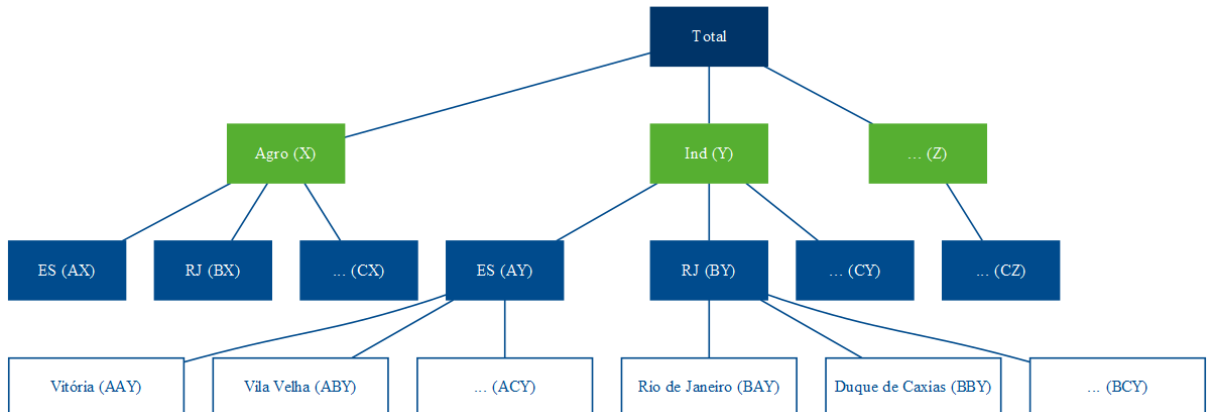 Total
Agro (X)
Ind (Y)
... (Z)
ES (AX)
RJ (BX)
... (CX)
ES (AY)
RJ (BY)
... (CY)
... (CZ)
Vitória (AAY)
Vila Velha (ABY)
... (ACY)
Rio de Janeiro (BAY)
Duque de Caxias (BBY)
... (BCY)